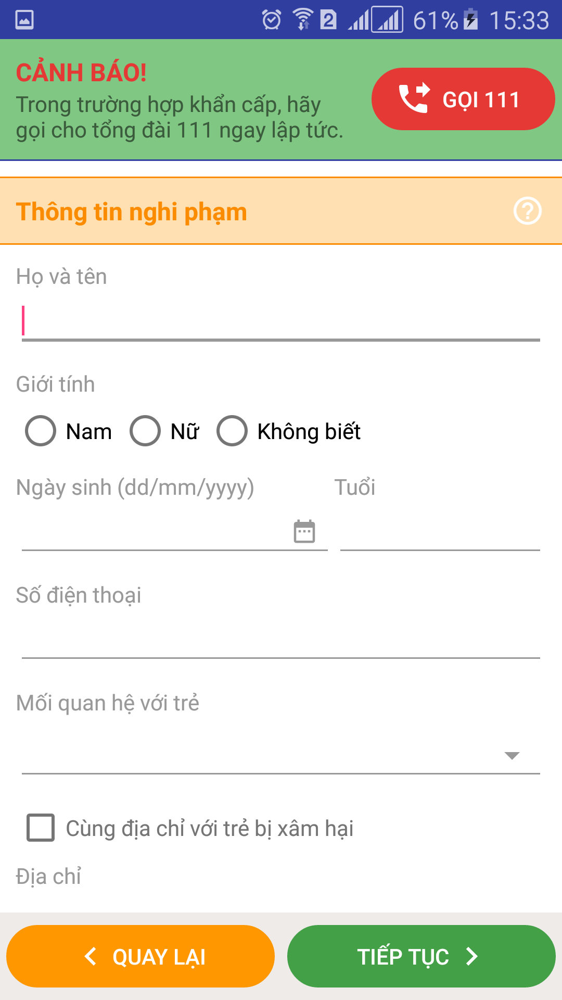 2 61% 15:33
CẢNH BÁO!
Trong trường hợp khẩn cấp, hãy
gọi cho tổng đài 111 ngay lập tức.
GỌI 111
Thông tin nghi phạm
?
Họ và tên
Giới tính
Nam Nữ Không biết
Ngày sinh (dd/mm/yyyy) Tuổi
Số điện thoại
Mối quan hệ với trẻ
Cùng địa chỉ với trẻ bị xâm hại
Địa chỉ
QUAY LẠI TIẾP TỤC